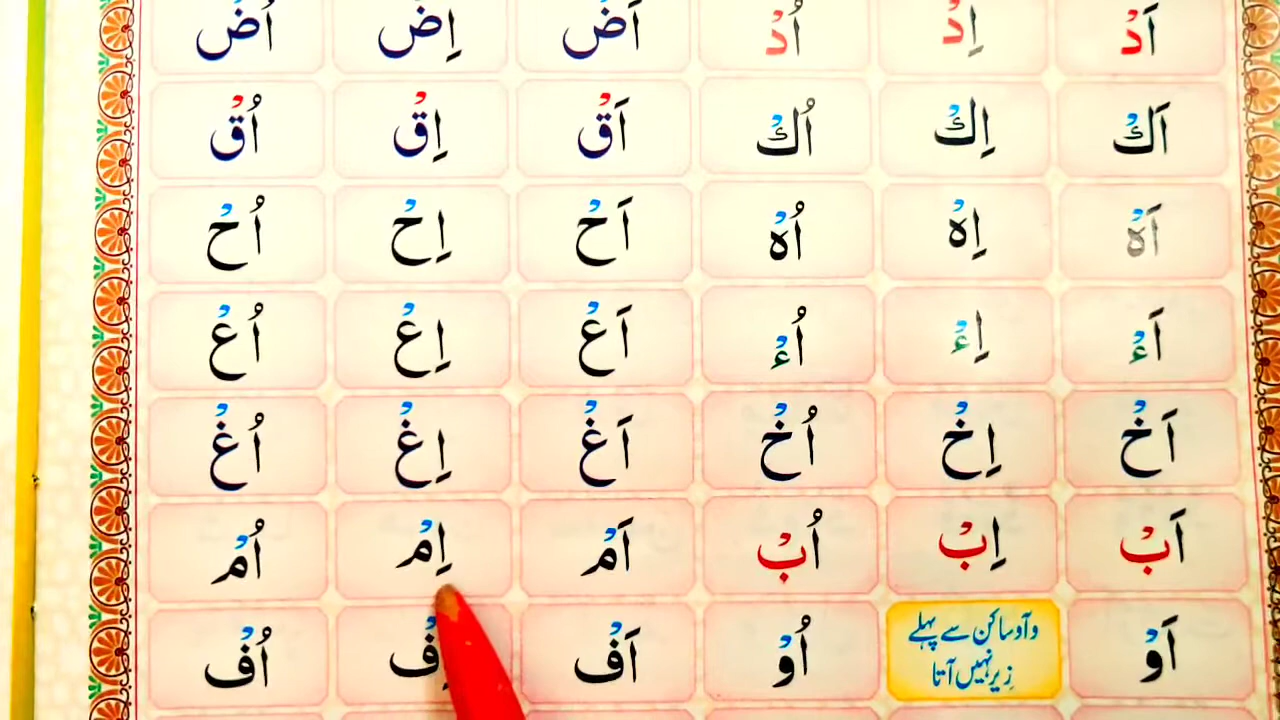 اَدْ اِدْ اُدْ اَضْ اِضْ اُضْ
اَكْ اِكْ اُكْ اَقْ اِقْ اُقْ
اَهْ اِهْ اُهْ اَحْ اِحْ اُحْ
اَءْ اِءْ اُءْ اَعْ اِعْ اُعْ
اَخْ اِخْ اُخْ اَغْ اِغْ اُغْ
اَبْ اِبْ اُبْ اَمْ اِمْ اُمْ
اَوْ واؤ ساکن سے پہلے اُوْ اَفْ اِفْ اُفْ
زیر نہیں آتا